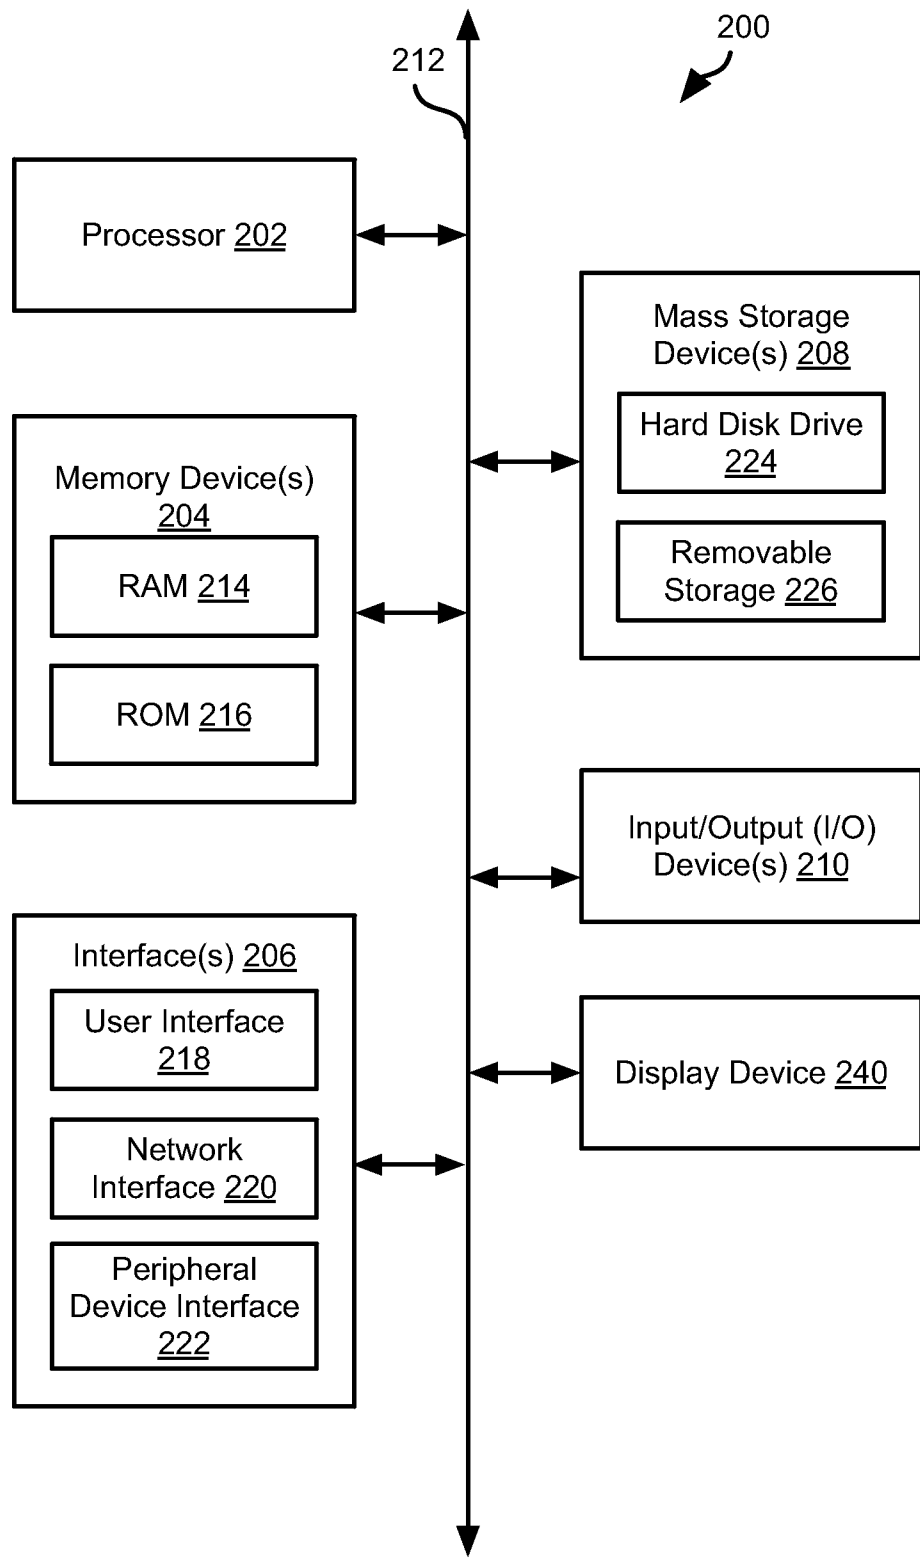 200
212
Processor 202
Mass Storage
Device(s) 208
Hard Disk Drive
224
Removable
Storage 226
Memory Device(s)
204
RAM 214
ROM 216
Input/Output (I/O)
Device(s) 210
Interface(s) 206
User Interface
218
Network
Interface 220
Peripheral
Device Interface
222
Display Device 240